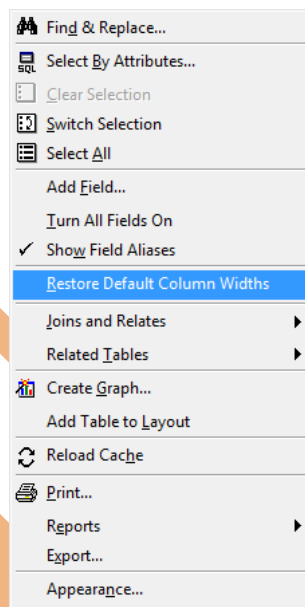 Find & Replace...
SQL Select By Attributes...
Clear Selection
Switch Selection
Select All
Add Field...
Turn All Fields On
Show Field Aliases
Restore Default Column Widths
Joins and Relates
Related Tables
Create Graph...
Add Table to Layout
Reload Cache
Print...
Reports
Export...
Appearance...